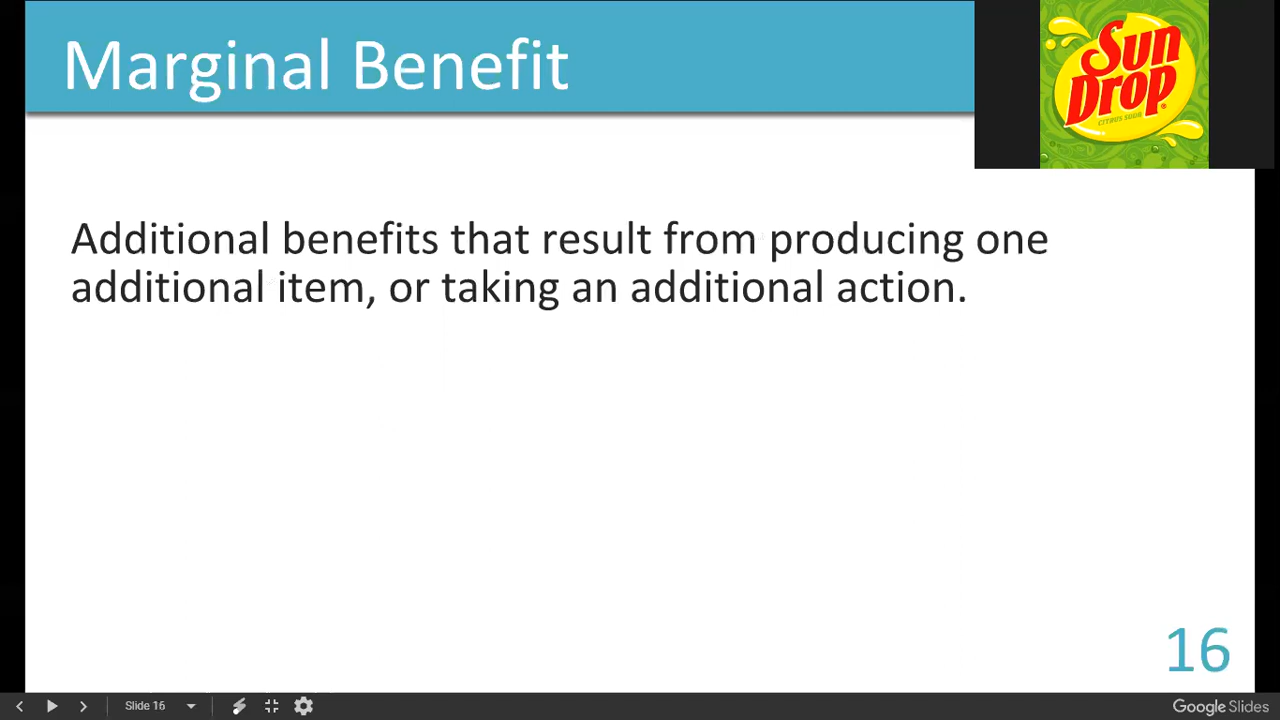 Marginal Benefit
Sun
Drop®
CITRUS SODA
Additional benefits that result from producing one
additional item, or taking an additional action.
16
Slide 16
Google Slides